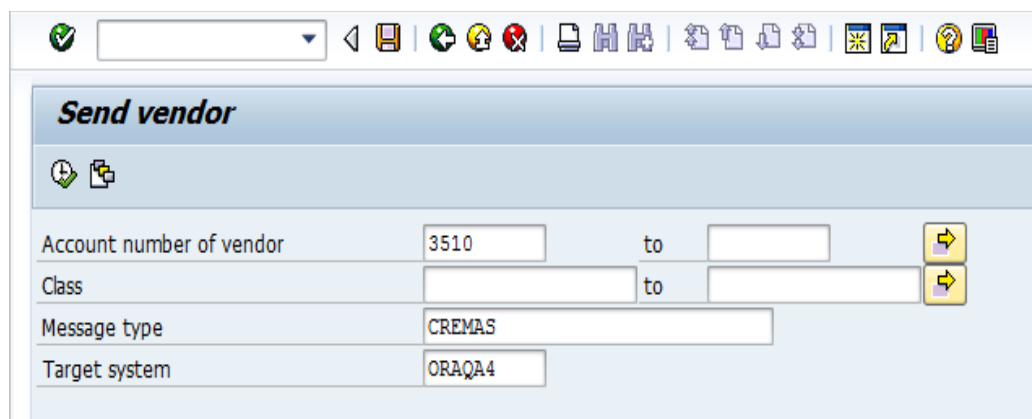 Send vendor
Account number of vendor 3510 to
Class to
Message type CREMAS
Target system ORAQA4